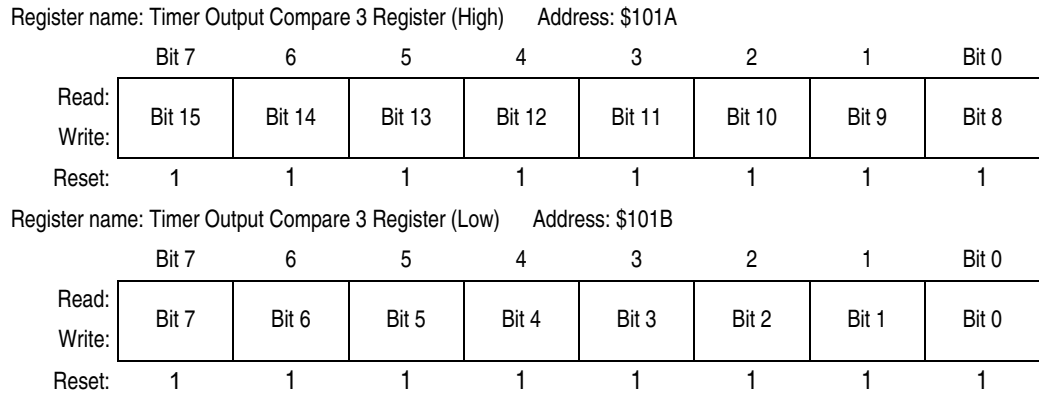 Register name: Timer Output Compare 3 Register (High) Address: $101A
Bit 7 6 5 4 3 2 1 Bit 0
Read:
Bit 15 Bit 14 Bit 13 Bit 12 Bit 11 Bit 10 Bit 9 Bit 8
Write:
Reset: 1 1 1 1 1 1 1 1
Register name: Timer Output Compare 3 Register (Low) Address: $101B
Bit 7 6 5 4 3 2 1 Bit 0
Read:
Bit 7 Bit 6 Bit 5 Bit 4 Bit 3 Bit 2 Bit 1 Bit 0
Write:
Reset: 1 1 1 1 1 1 1 1